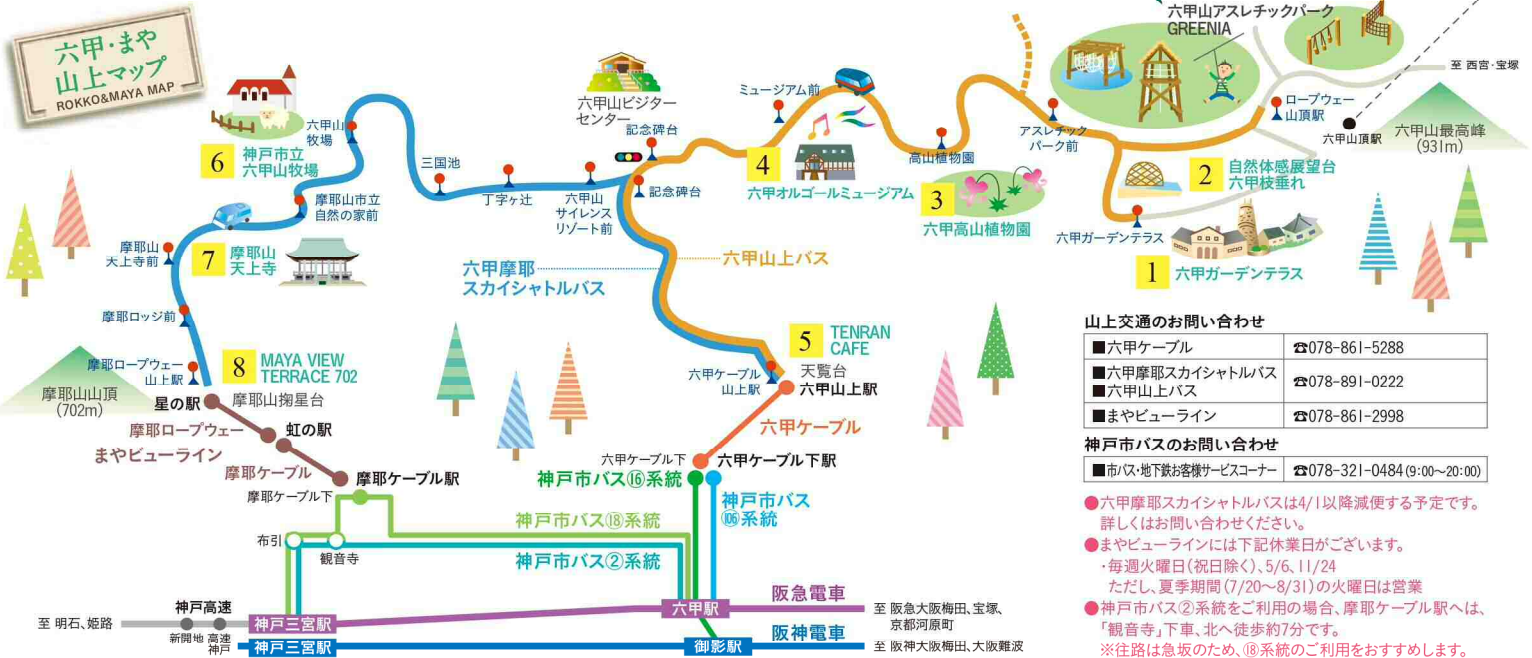 六甲・まや
山上マップ
ROKKO&MAYA MAP
6
神戸市立
六甲山牧場
六甲山
牧場
三国池
丁字ヶ辻
六甲山
サイレンス
リゾート前
六甲山ビジター
センター
記念碑台
記念碑台
ミュージアム前
4
六甲オルゴールミュージアム
高山植物園
3
六甲高山植物園
アスレチック
パーク前
六甲山アスレチックパーク
GREENIA
ロープウェー
山頂駅
至 西宮・宝塚
六甲山頂駅
六甲山最高峰
(931m)
2
自然体感展望台
六甲枝垂れ
六甲ガーデンテラス
1
六甲ガーデンテラス
摩耶山市立
自然の家前
7
摩耶山
天上寺
摩耶山
天上寺前
摩耶ロッジ前
摩耶ロープウェー
山上駅
摩耶山山頂
(702m)
8
MAYA VIEW
TERRACE 702
摩耶山掬星台
星の駅
摩耶ロープウェー
虹の駅
まやビューライン
摩耶ケーブル
摩耶ケーブル駅
摩耶ケーブル下
六甲摩耶
スカイシャトルバス
六甲山上バス
5
TENRAN
CAFE
天覧台
六甲ケーブル
山上駅
六甲山上駅
六甲ケーブル
六甲ケーブル下
六甲ケーブル下駅
神戸市バス⑯系統
神戸市バス
106系統
神戸市バス⑱系統
神戸市バス②系統
布引
観音寺
阪急電車
六甲駅
至 阪急大阪梅田、宝塚、
京都河原町
神戸高速
至 明石、姫路
新開地
高速
神戸
神戸三宮駅
神戸三宮駅
阪神電車
御影駅
至 阪神大阪梅田、大阪難波
山上交通のお問い合わせ
■六甲ケーブル ☎078-861-5288
■六甲摩耶スカイシャトルバス
■六甲山上バス ☎078-891-0222
■まやビューライン ☎078-861-2998
神戸市バスのお問い合わせ
■市バス・地下鉄お客様サービスコーナー ☎078-321-0484(9:00〜20:00)
●六甲摩耶スカイシャトルバスは4/1以降減便する予定です。
詳しくはお問い合わせください。
●まやビューラインには下記休業日がございます。
・毎週火曜日(祝日除く)、5/6、11/24
ただし、夏季期間(7/20〜8/31)の火曜日は営業
●神戸市バス②系統をご利用の場合、摩耶ケーブル駅へは、
「観音寺」下車、北へ徒歩約7分です。
※往路は急坂のため、⑱系統のご利用をおすすめします。